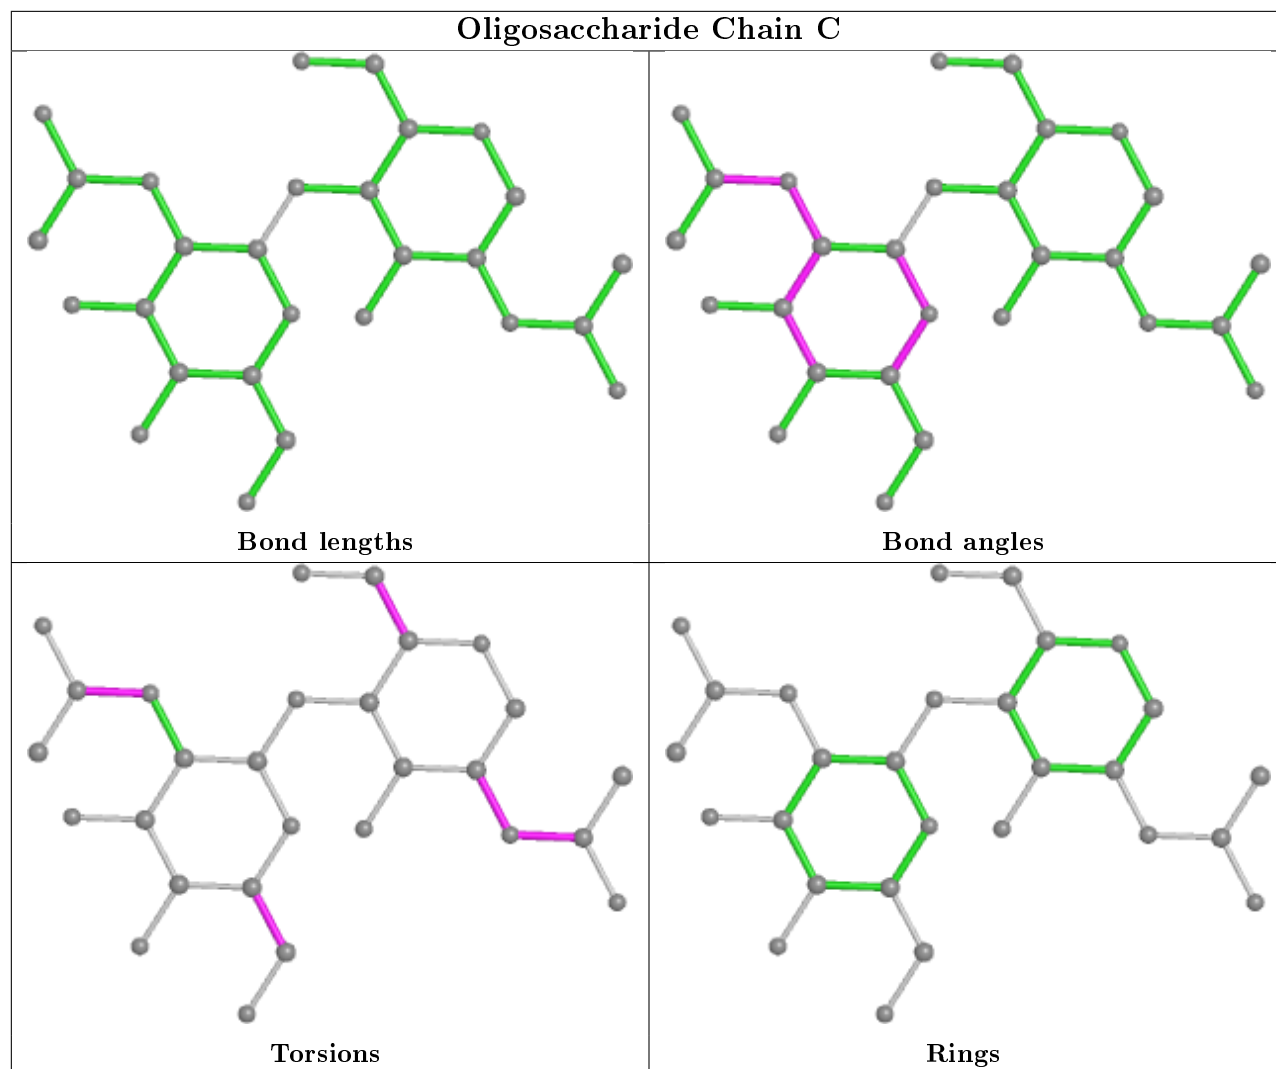 Oligosaccharide Chain C
Bond lengths
Bond angles
Torsions
Rings